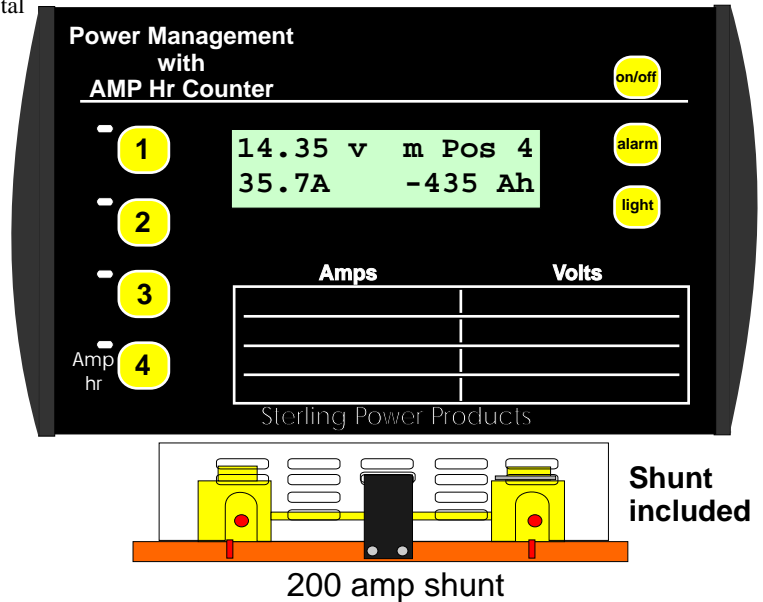 tal
Power Management
with
AMP Hr Counter
on/off
1
14.35 v  m Pos 4
35.7A    -435 Ah
alarm
2
light
3
Amps
Volts
Amp
hr
4
Sterling Power Products
Shunt
included
200 amp shunt